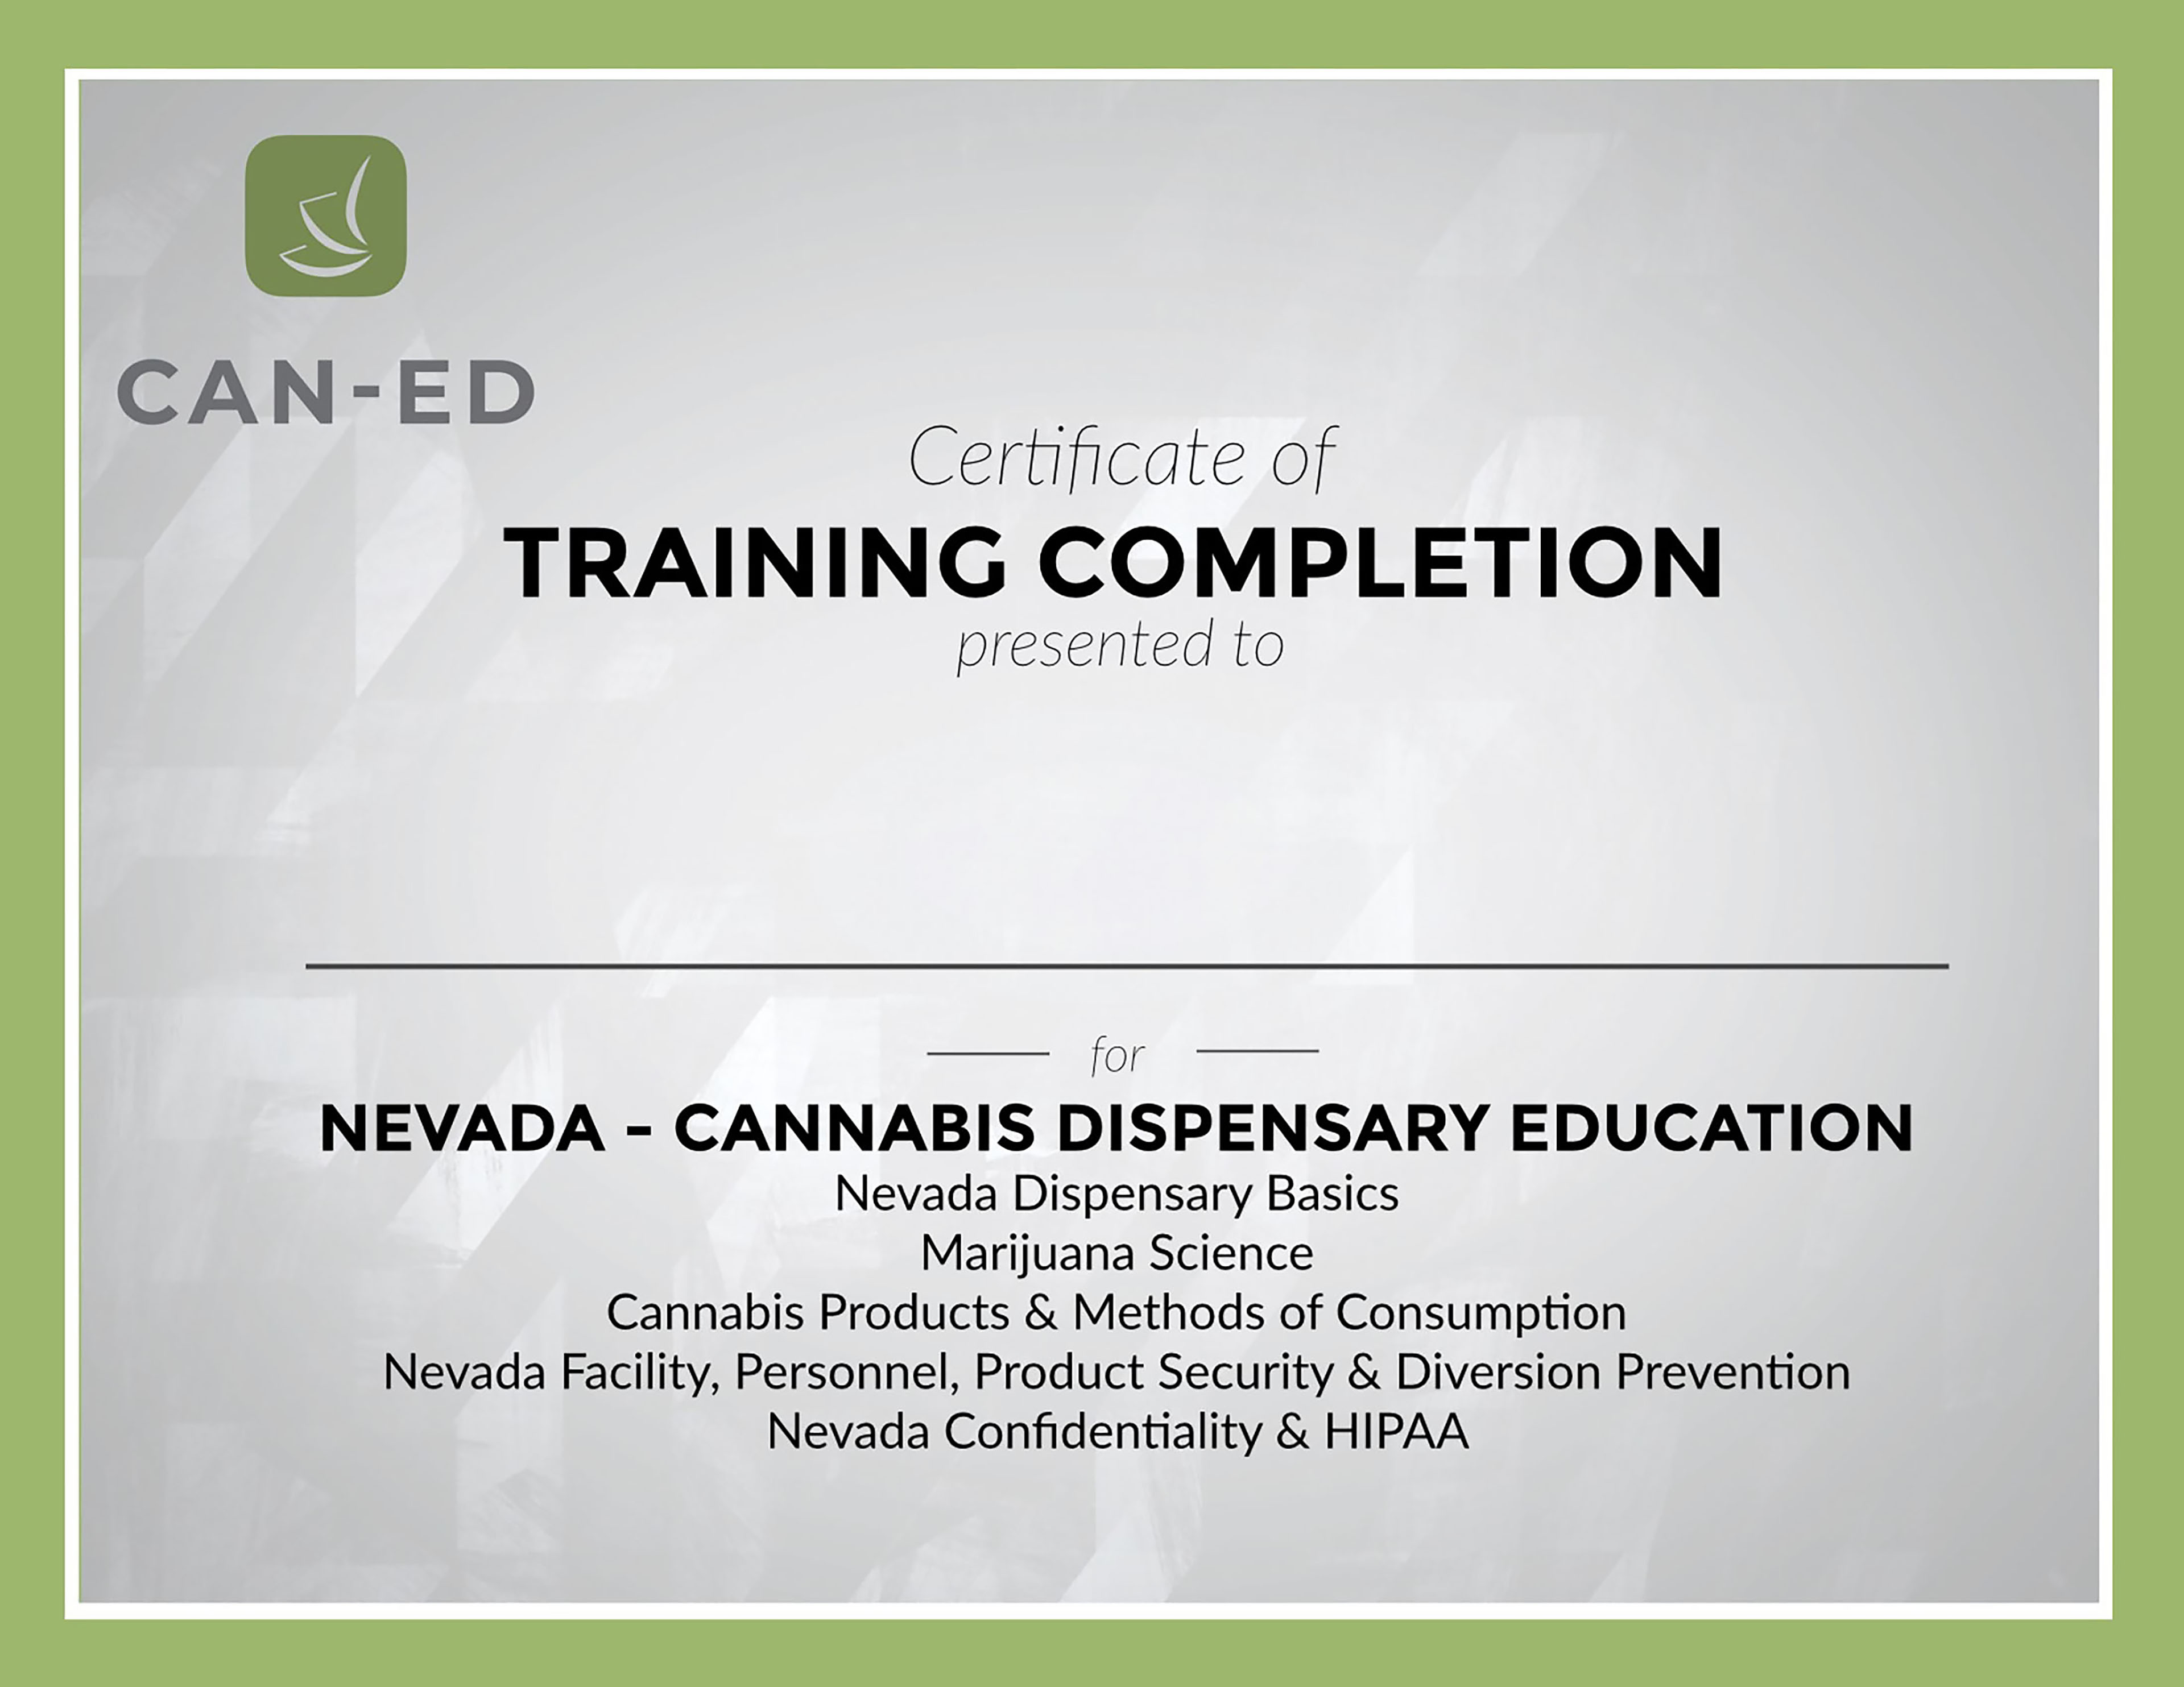 CAN-ED
Certificate of
TRAINING COMPLETION
presented to
for
NEVADA - CANNABIS DISPENSARY EDUCATION
Nevada Dispensary Basics
Marijuana Science
Cannabis Products & Methods of Consumption
Nevada Facility, Personnel, Product Security & Diversion Prevention
Nevada Confidentiality & HIPAA